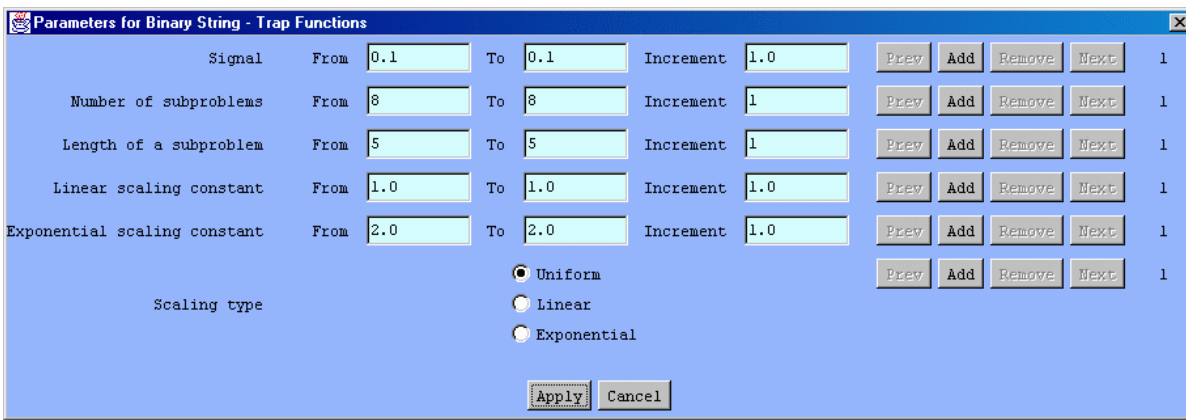 Parameters for Binary String - Trap Functions
Signal From 0.1 To 0.1 Increment 1.0 Prev Add Remove Next 1
Number of subproblems From 8 To 8 Increment 1 Prev Add Remove Next 1
Length of a subproblem From 5 To 5 Increment 1 Prev Add Remove Next 1
Linear scaling constant From 1.0 To 1.0 Increment 1.0 Prev Add Remove Next 1
Exponential scaling constant From 2.0 To 2.0 Increment 1.0 Prev Add Remove Next 1
Uniform Prev Add Remove Next 1
Scaling type Linear
Exponential
Apply Cancel